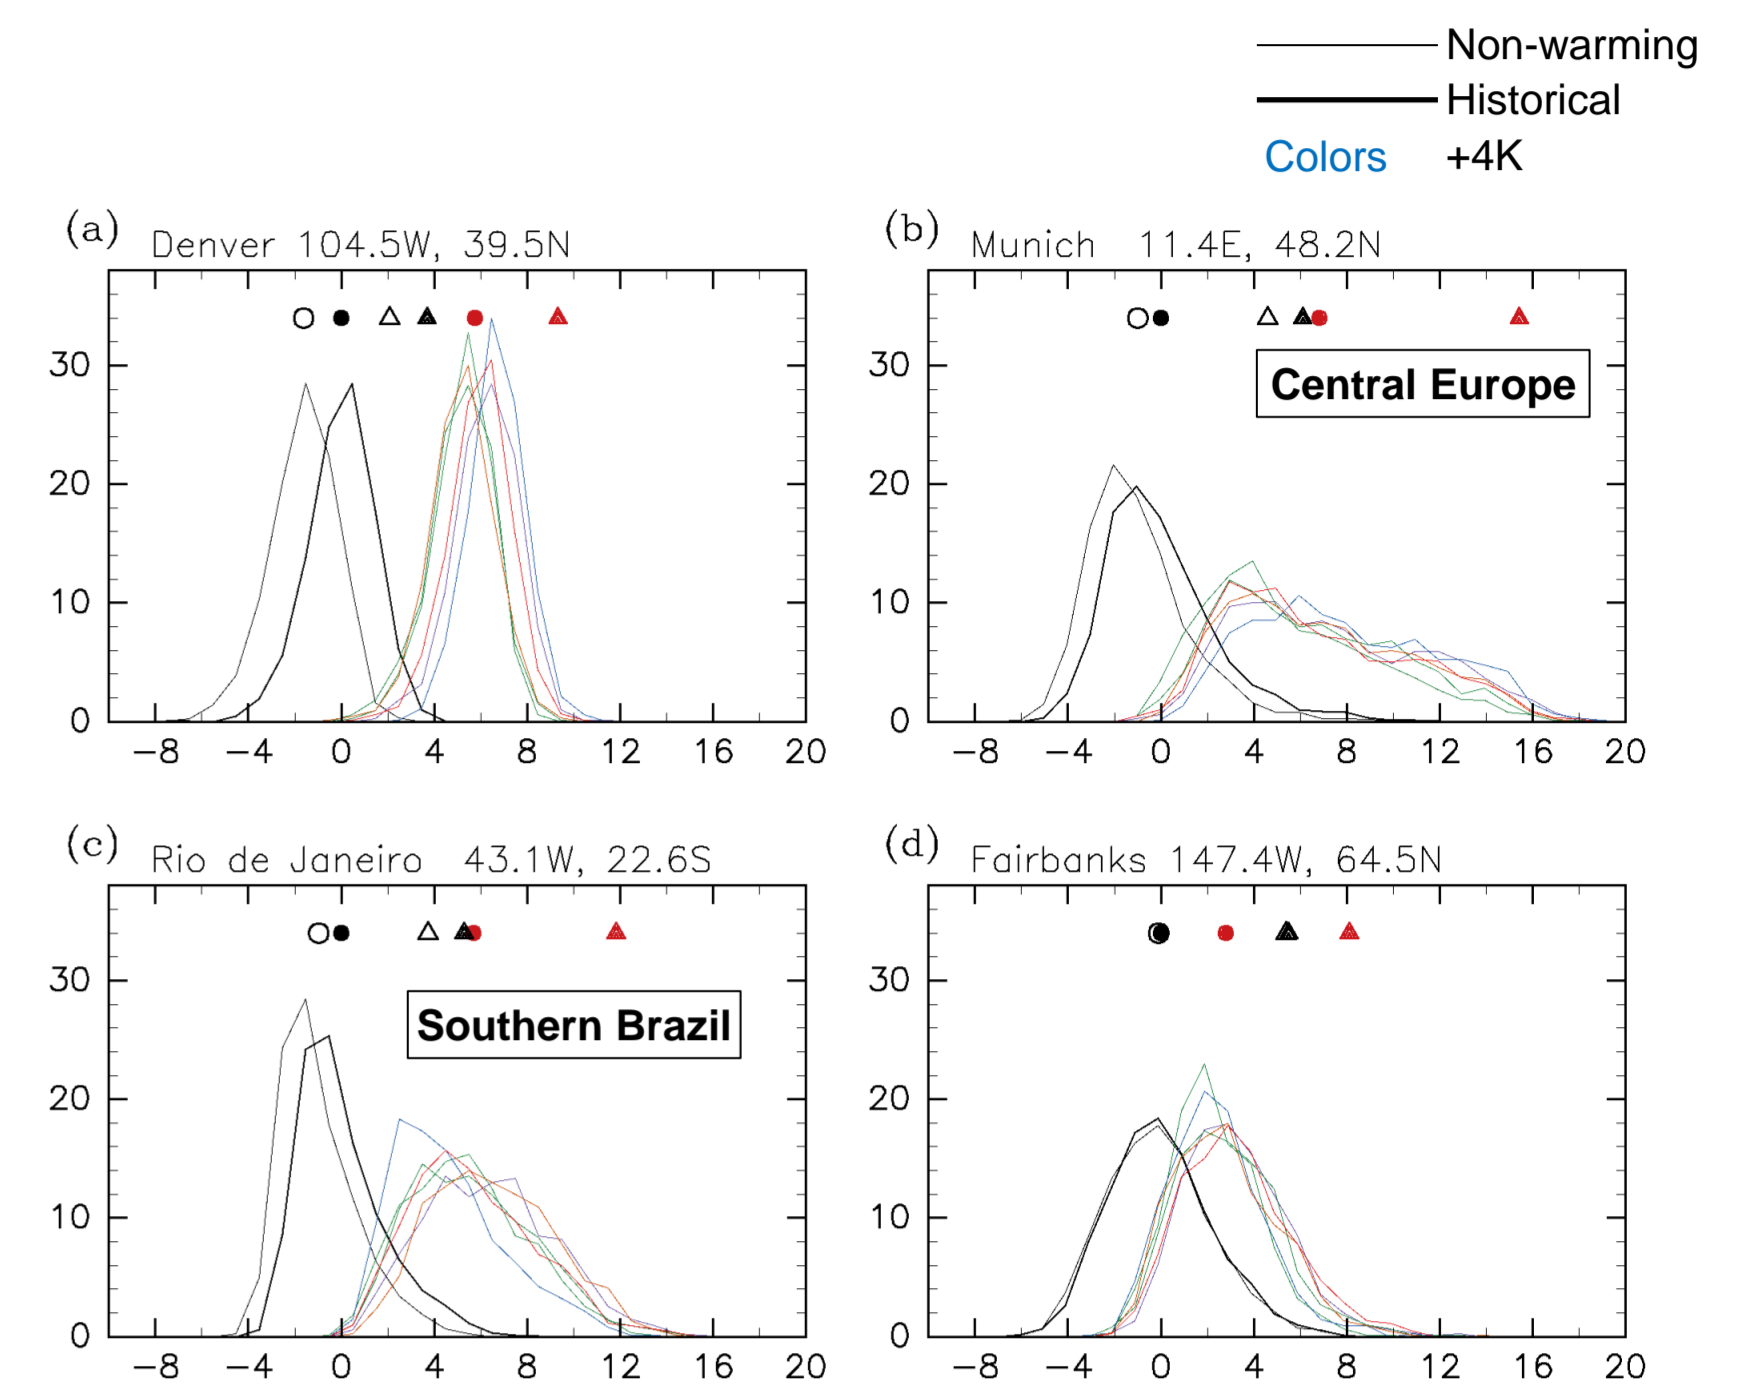 Non-warming
Historical
Colors +4K
(a) Denver 104.5W, 39.5N
30
20
10
0
−8 −4 0 4 8 12 16 20
(b) Munich 11.4E, 48.2N
Central Europe
30
20
10
0
−8 −4 0 4 8 12 16 20
(c) Rio de Janeiro 43.1W, 22.6S
30
Southern Brazil
20
10
0
−8 −4 0 4 8 12 16 20
(d) Fairbanks 147.4W, 64.5N
30
20
10
0
−8 −4 0 4 8 12 16 20